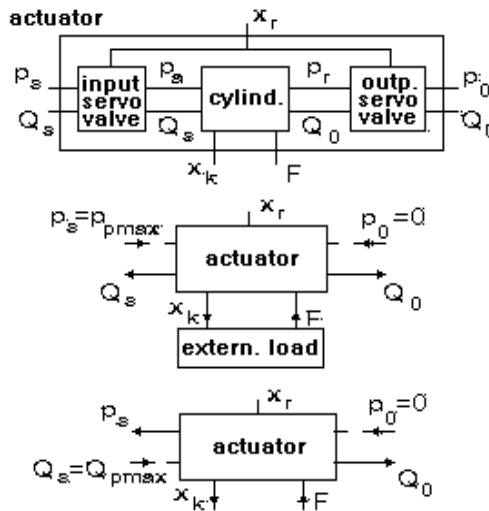 actuator x_r
p_s p_a p_r p_0
input servo valve cylind. outp. servo valve
Q_s Q_s Q_0 Q_0
x_k F
x_r
p_s=p_pmax p_0=0
actuator
Q_s Q_0
x_k F
extern. load
x_r
p_s p_0=0
actuator
Q_s=Q_pmax Q_0
x_k F